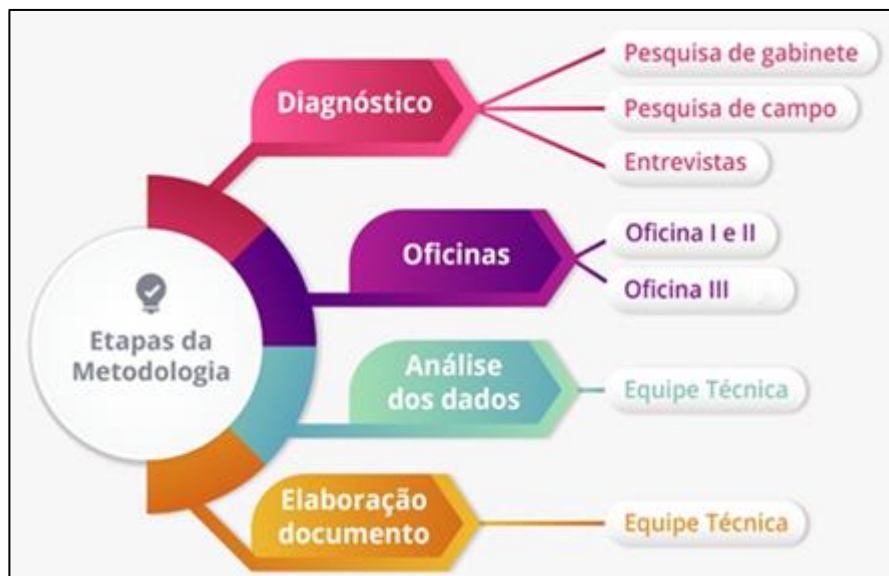 Diagnóstico
Pesquisa de gabinete
Pesquisa de campo
Entrevistas
Oficinas
Oficina I e II
Oficina III
Etapas da
Metodologia
Análise
dos dados
Equipe Técnica
Elaboração
documento
Equipe Técnica